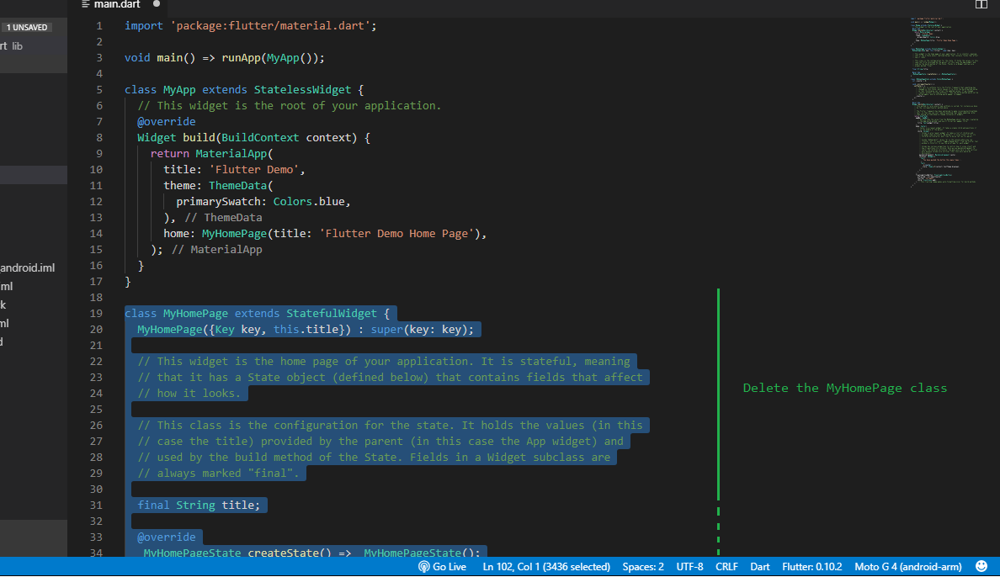 main.dart
1 UNSAVED
rt lib
android.iml
ml
k
ml
d
1 import 'package:flutter/material.dart';
2
3 void main() => runApp(MyApp());
4
5 class MyApp extends StatelessWidget {
6 // This widget is the root of your application.
7 @override
8 Widget build(BuildContext context) {
9 return MaterialApp(
10 title: 'Flutter Demo',
11 theme: ThemeData(
12 primarySwatch: Colors.blue,
13 ), // ThemeData
14 home: MyHomePage(title: 'Flutter Demo Home Page'),
15 ); // MaterialApp
16 }
17 }
18
19 class MyHomePage extends StatefulWidget {
20 MyHomePage({Key key, this.title}) : super(key: key);
21
22 // This widget is the home page of your application. It is stateful, meaning
23 // that it has a State object (defined below) that contains fields that affect
24 // how it looks.
25
26 // This class is the configuration for the state. It holds the values (in this
27 // case the title) provided by the parent (in this case the App widget) and
28 // used by the build method of the State. Fields in a Widget subclass are
29 // always marked "final".
30
31 final String title;
32
33 @override
34 _MyHomePageState createState() => _MyHomePageState();
Delete the MyHomePage class
Go Live Ln 102, Col 1 (3436 selected) Spaces: 2 UTF-8 CRLF Dart Flutter: 0.10.2 Moto G 4 (android-arm)